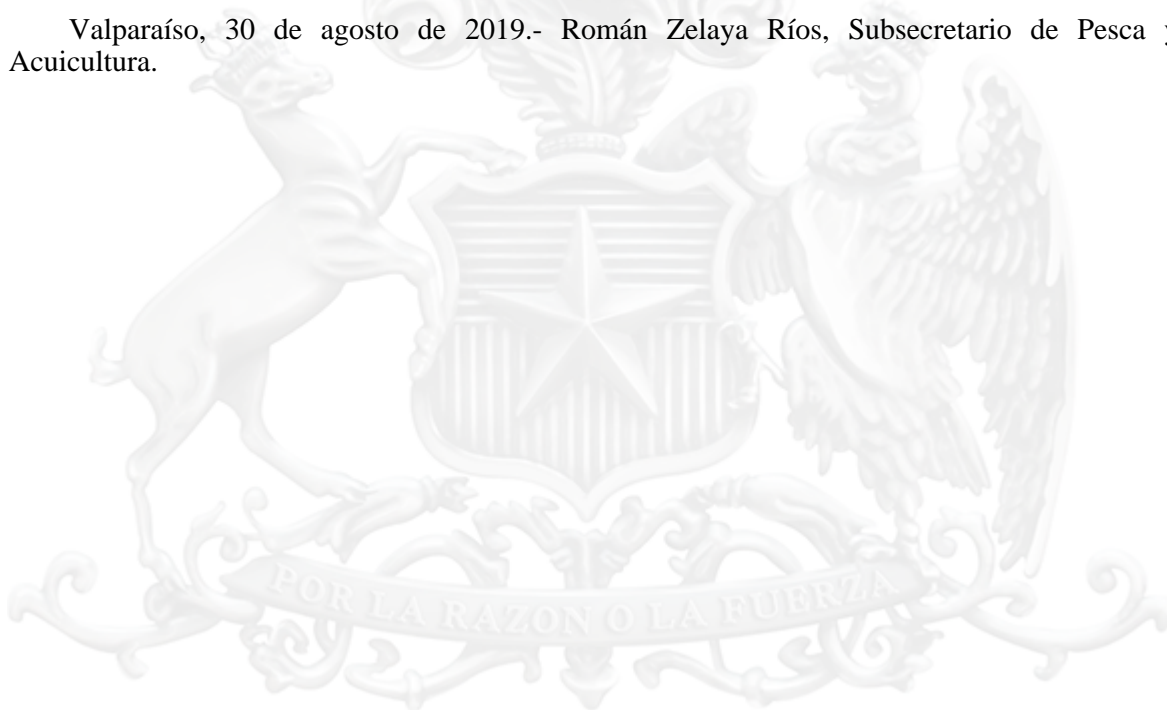 Valparaíso, 30 de agosto de 2019.- Román Zelaya Ríos, Subsecretario de Pesca y
Acuicultura.
POR LA RAZON O LA FUERZA